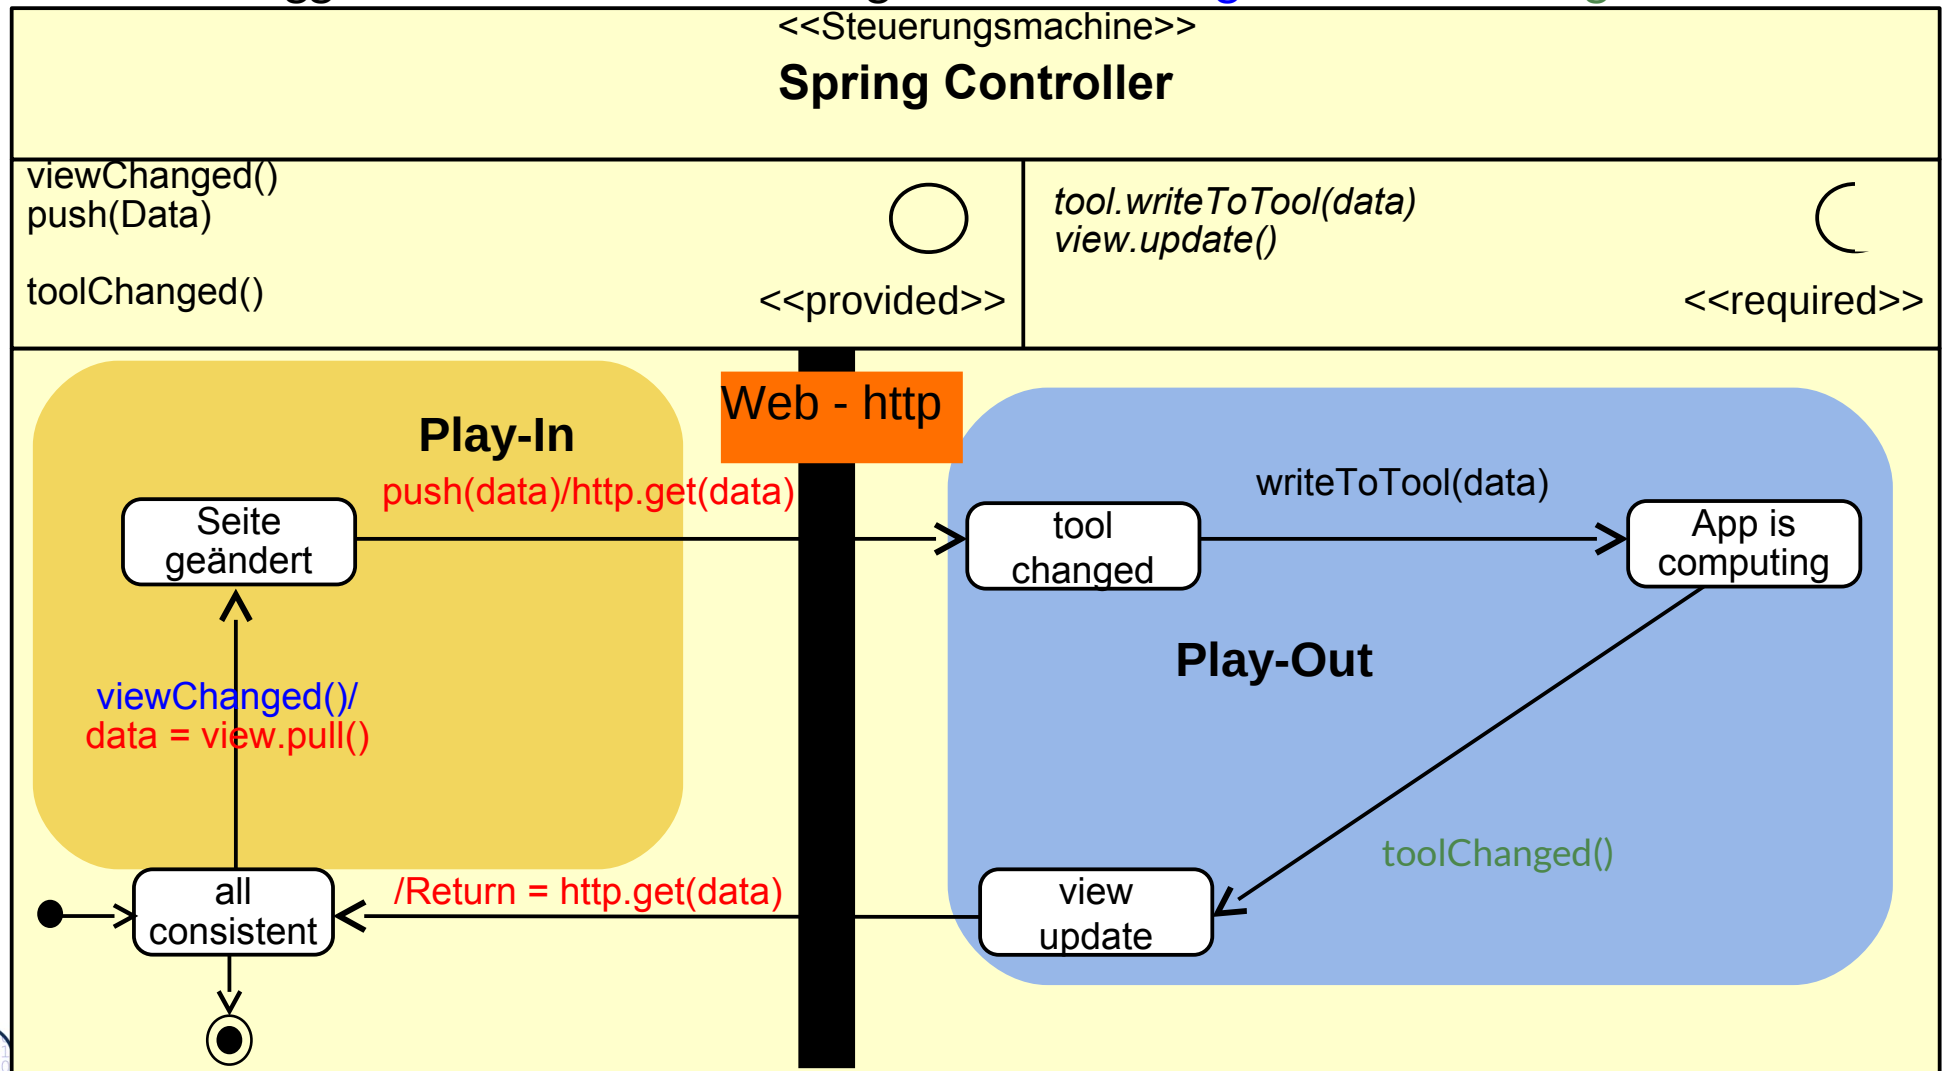 <<Steuerungsmachine>>
Spring Controller
viewChanged()
push(Data)
toolChanged()
<<provided>>
tool.writeToTool(data)
view.update()
<<required>>
Web - http
Play-In
push(data)/http.get(data)
writeToTool(data)
Seite
geändert
tool
changed
App is
computing
Play-Out
viewChanged()/
data = view.pull()
toolChanged()
all
consistent
/Return = http.get(data)
view
update